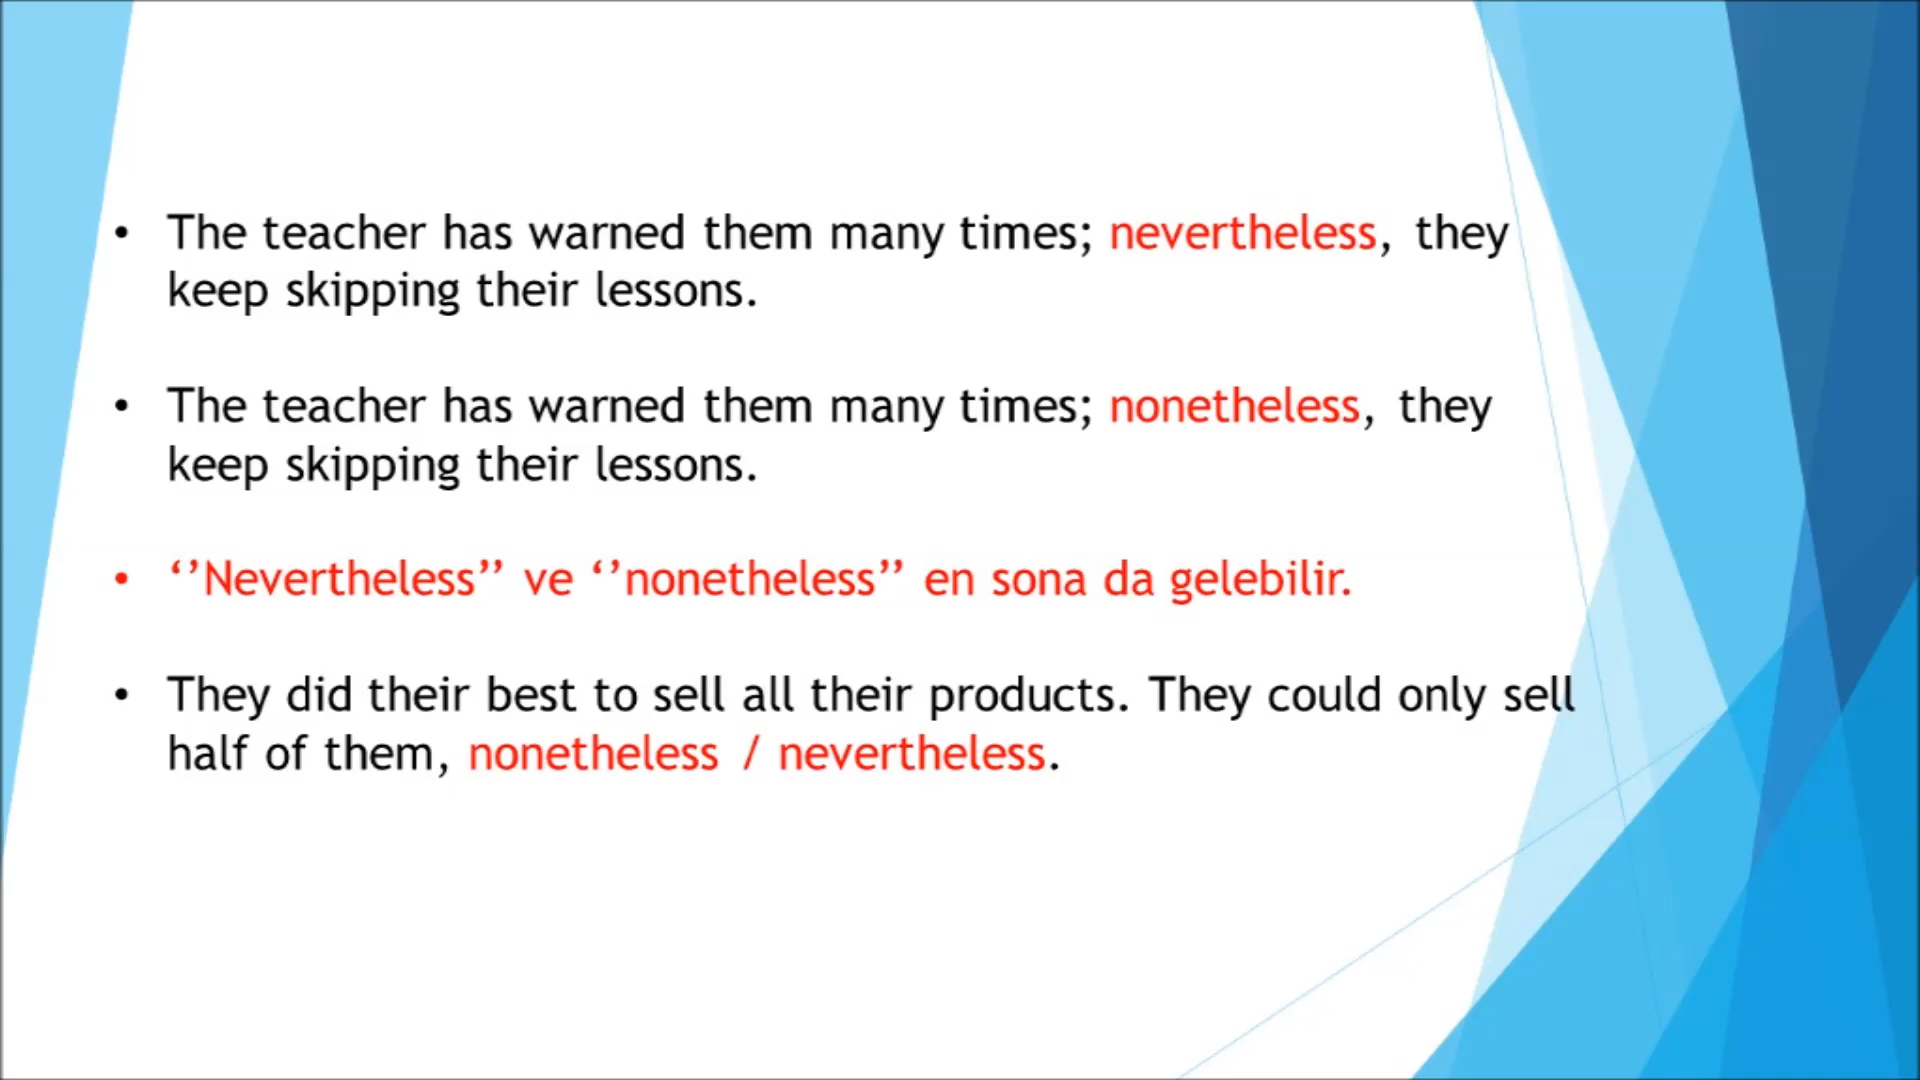 • The teacher has warned them many times; nevertheless, they
keep skipping their lessons.
• The teacher has warned them many times; nonetheless, they
keep skipping their lessons.
• ‘’Nevertheless’’ ve ‘’nonetheless’’ en sona da gelebilir.
• They did their best to sell all their products. They could only sell
half of them, nonetheless / nevertheless.